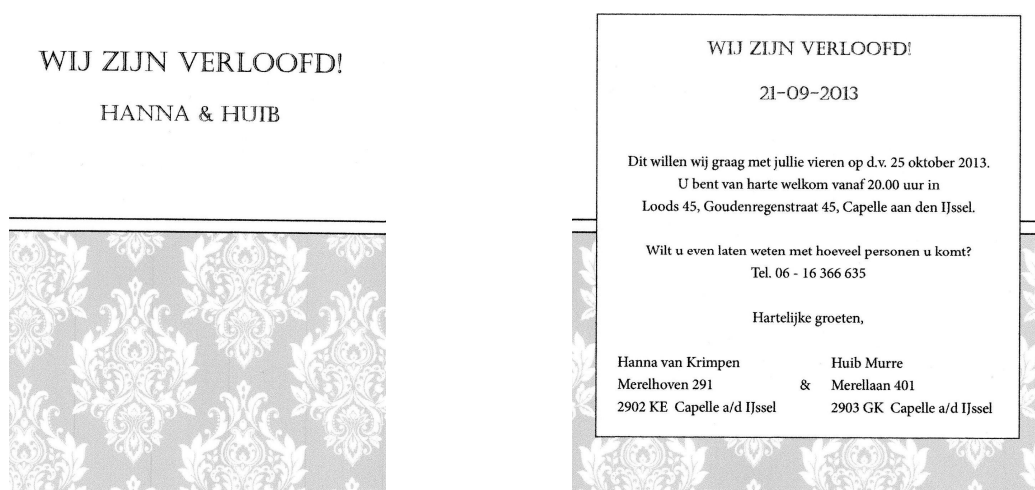 WIJ ZIJN VERLOOFD!
HANNA & HUIB
WIJ ZIJN VERLOOFD!
21-09-2013
Dit willen wij graag met jullie vieren op d.v. 25 oktober 2013.
U bent van harte welkom vanaf 20.00 uur in
Loods 45, Goudenregenstraat 45, Capelle aan den IJssel.
Wilt u even laten weten met hoeveel personen u komt?
Tel. 06 - 16 366 635
Hartelijke groeten,
Hanna van Krimpen
Merelhoven 291
2902 KE Capelle a/d IJssel
&
Huib Murre
Merellaan 401
2903 GK Capelle a/d IJssel